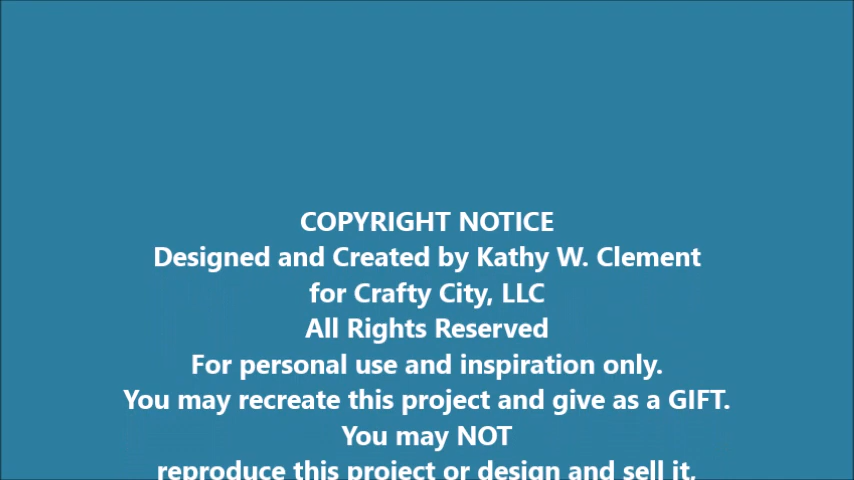 COPYRIGHT NOTICE
Designed and Created by Kathy W. Clement
for Crafty City, LLC
All Rights Reserved
For personal use and inspiration only.
You may recreate this project and give as a GIFT.
You may NOT
reproduce this project or design and sell it,